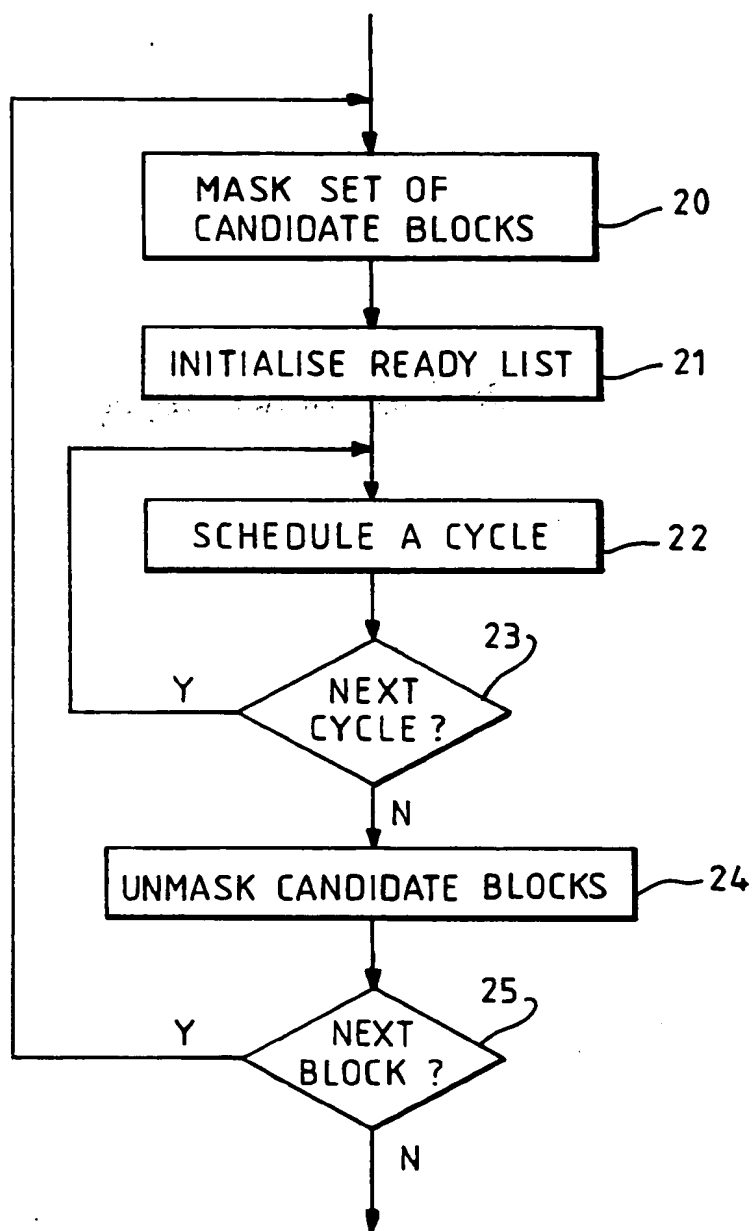 MASK SET OF
CANDIDATE BLOCKS
20
INITIALISE READY LIST
21
SCHEDULE A CYCLE
22
23
NEXT
CYCLE ?
Y
N
UNMASK CANDIDATE BLOCKS
24
25
NEXT
BLOCK ?
Y
N